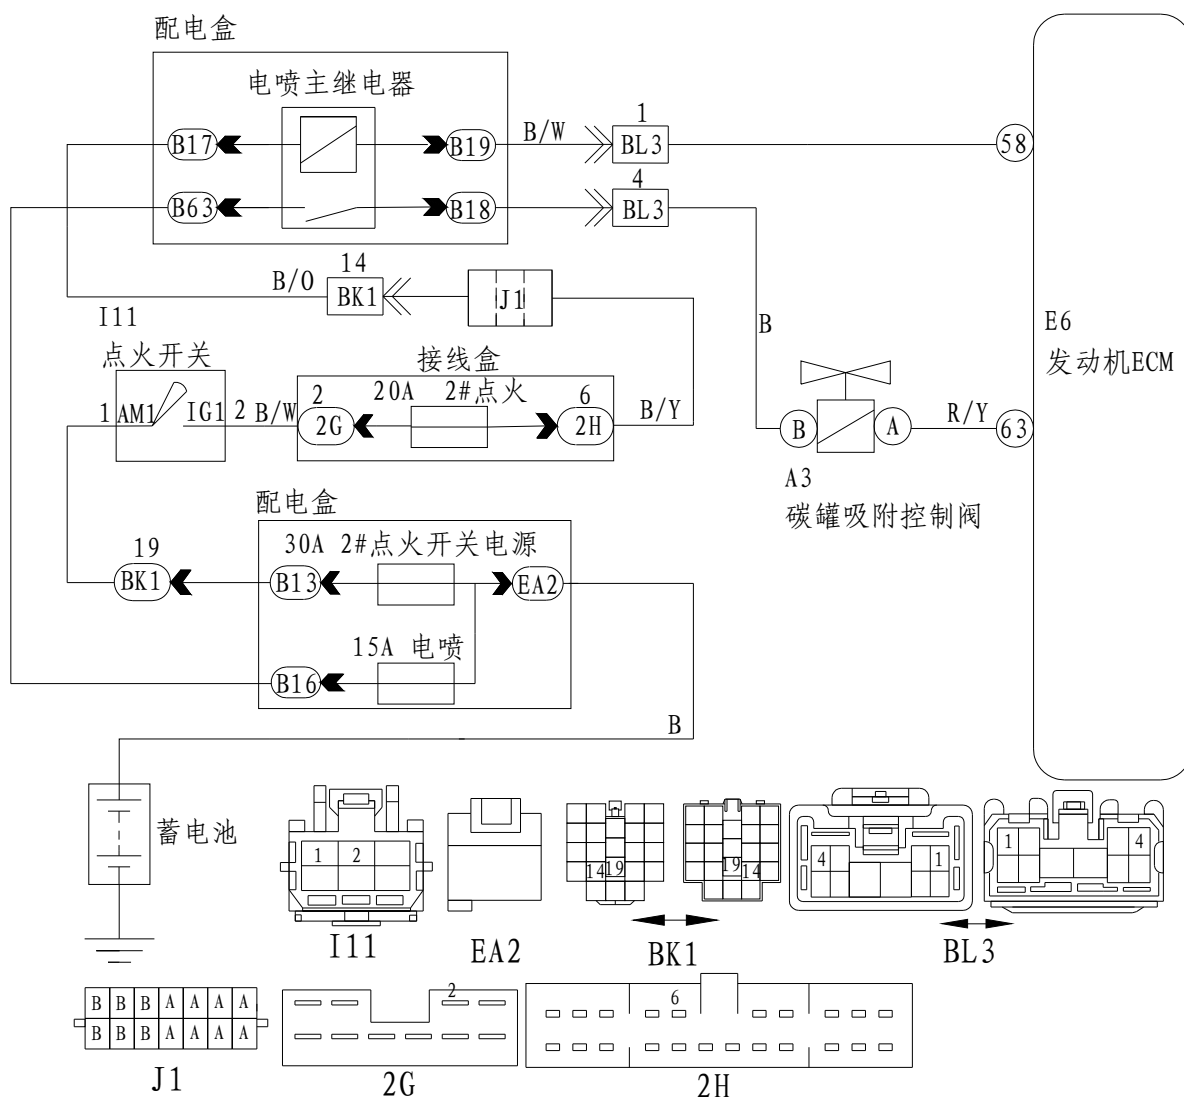 配电盒
电喷主继电器
B17 B19 B/W 1 BL3 58
B63 B18 4 BL3
B/O 14 BK1 J1
I11
点火开关
1 AM1 IG1 2 B/W
接线盒
20A 2#点火
2 2G 6 2H B/Y
B
E6
发动机ECM
B A R/Y 63
A3
碳罐吸附控制阀
配电盒
30A 2#点火开关电源
19 BK1 B13 EA2
15A 电喷
B16
B
蓄电池
1 2
14 19 19 14
4 1 1 4
I11 EA2 BK1 BL3
B B B A A A A
B B B A A A A
2 6
J1 2G 2H